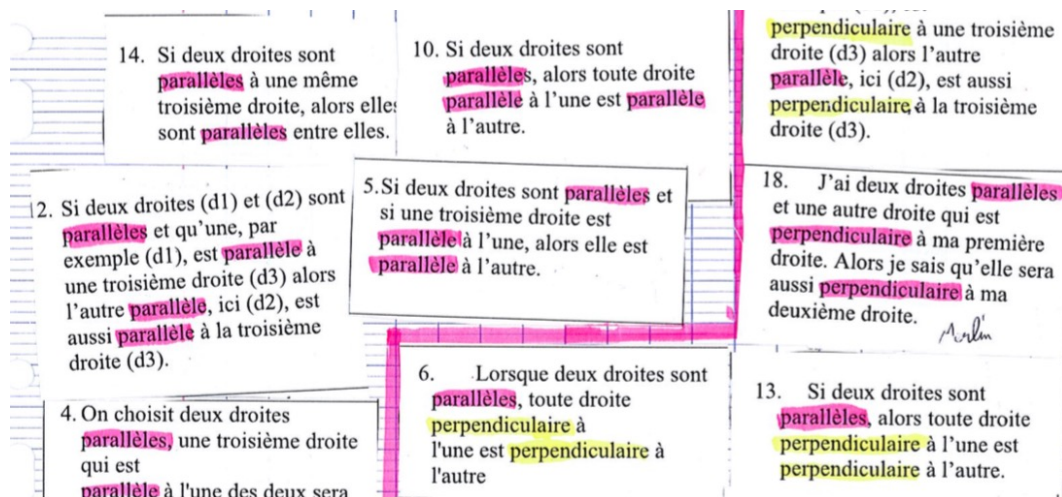 14. Si deux droites sont
parallèles à une même
troisième droite, alors elles
sont parallèles entre elles.
10. Si deux droites sont
parallèles, alors toute droite
parallèle à l'une est parallèle
à l'autre.
perpendiculaire à une troisième
droite (d3) alors l'autre
parallèle, ici (d2), est aussi
perpendiculaire à la troisième
droite (d3).
2. Si deux droites (d1) et (d2) sont
parallèles et qu'une, par
exemple (d1), est parallèle à
une troisième droite (d3) alors
l'autre parallèle, ici (d2), est
aussi parallèle à la troisième
droite (d3).
5.Si deux droites sont parallèles et
si une troisième droite est
parallèle à l'une, alors elle est
parallèle à l'autre.
18. J'ai deux droites parallèles
et une autre droite qui est
perpendiculaire à ma première
droite. Alors je sais qu'elle sera
aussi perpendiculaire à ma
deuxième droite.
Merlin
4. On choisit deux droites
parallèles, une troisième droite
qui est
parallèle à l'une des deux sera
6. Lorsque deux droites sont
parallèles, toute droite
perpendiculaire à
l'une est perpendiculaire à
l'autre
13. Si deux droites sont
parallèles, alors toute droite
perpendiculaire à l'une est
perpendiculaire à l'autre.